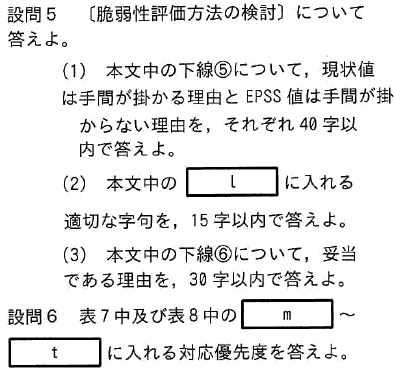 設問5 〔脆弱性評価方法の検討〕について
答えよ。
(1) 本文中の下線⑤について，現状値
は手間が掛かる理由とEPSS値は手間が掛
からない理由を，それぞれ40字以
内で答えよ。
(2) 本文中の l に入れる
適切な字句を，15字以内で答えよ。
(3) 本文中の下線⑥について，妥当
である理由を，30字以内で答えよ。
設問6 表7中及び表8中の m ～
t に入れる対応優先度を答えよ。